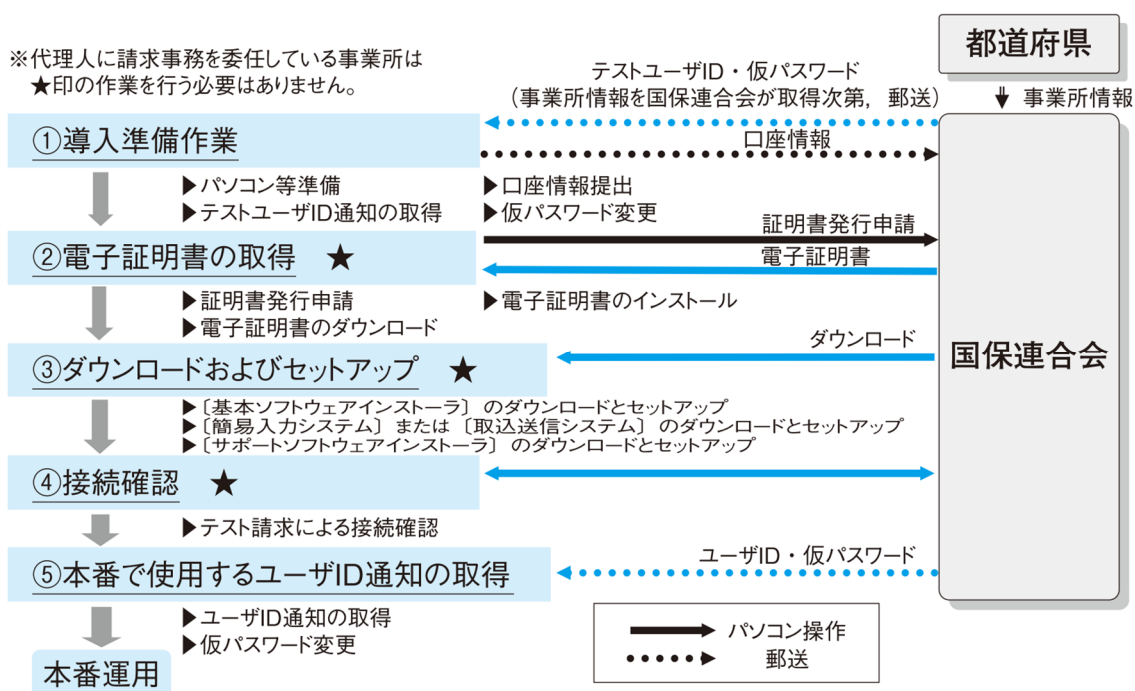 ※代理人に請求事務を委任している事業所は
★印の作業を行う必要はありません。
都道府県
事業所情報
テストユーザID・仮パスワード
(事業所情報を国保連合会が取得次第，郵送)
①導入準備作業
口座情報
▶パソコン等準備
▶口座情報提出
▶テストユーザID通知の取得
▶仮パスワード変更
証明書発行申請
②電子証明書の取得 ★
電子証明書
▶証明書発行申請
▶電子証明書のインストール
▶電子証明書のダウンロード
ダウンロード
国保連合会
③ダウンロードおよびセットアップ ★
▶〔基本ソフトウェアインストーラ〕のダウンロードとセットアップ
▶〔簡易入力システム〕または〔取込送信システム〕のダウンロードとセットアップ
▶〔サポートソフトウェアインストーラ〕のダウンロードとセットアップ
④接続確認 ★
▶テスト請求による接続確認
ユーザID・仮パスワード
⑤本番で使用するユーザID通知の取得
▶ユーザID通知の取得
▶仮パスワード変更
本番運用
パソコン操作
郵送